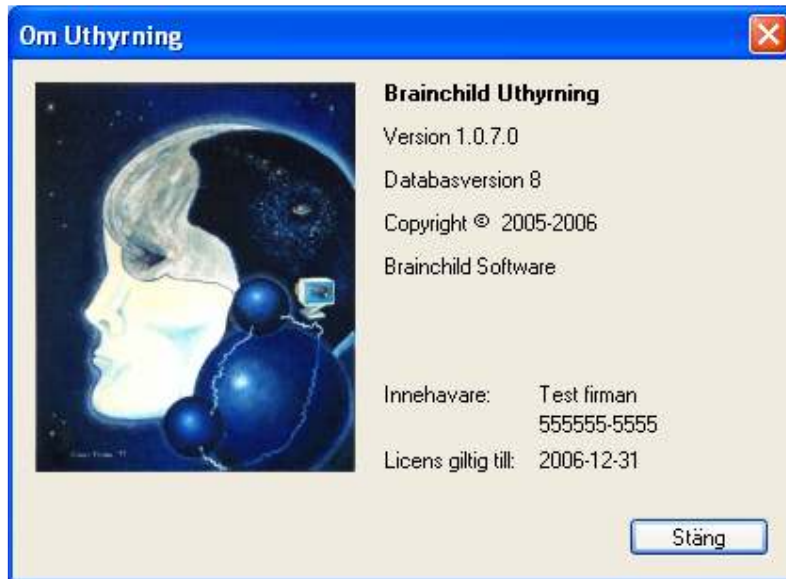 Om Uthyrning
Brainchild Uthyrning
Version 1.0.7.0
Databasversion 8
Copyright © 2005-2006
Brainchild Software
Innehavare: Test firman
555555-5555
Licens giltig till: 2006-12-31
Stäng